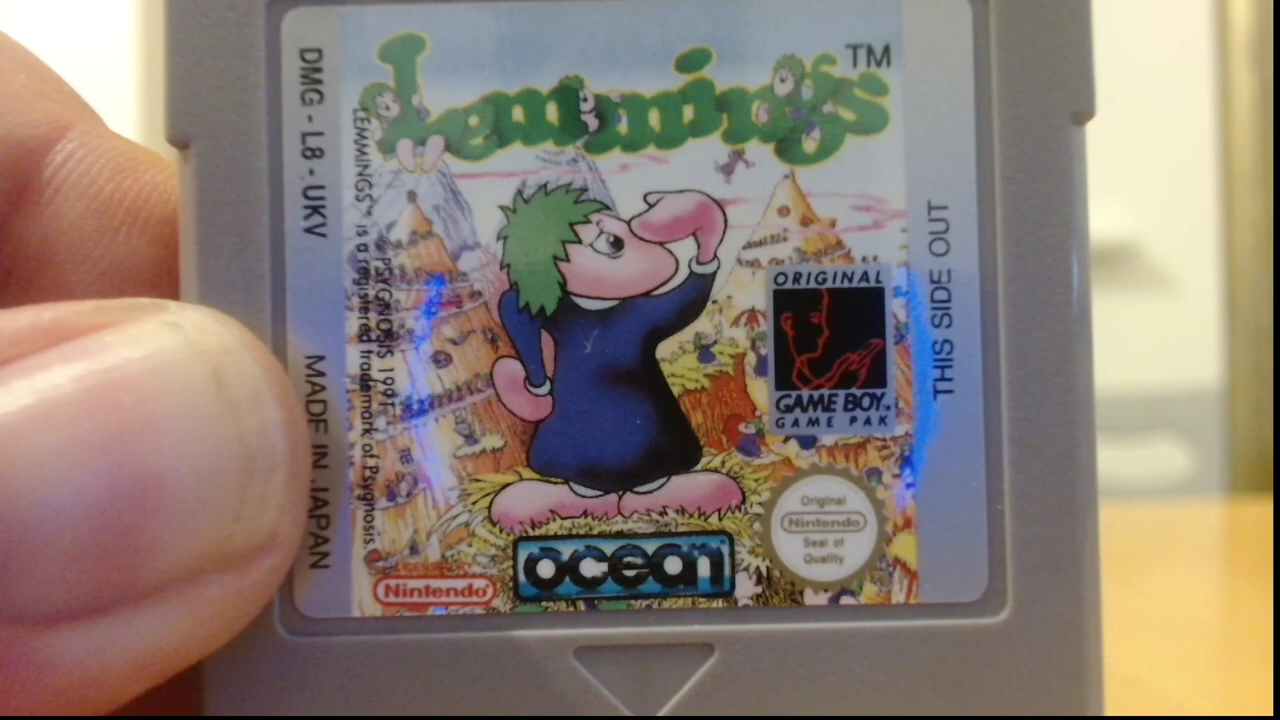 Lemmings TM
DMG - L8 - UKV
MADE IN JAPAN
LEMMINGS™ is a registered trademark of Psygnosis.
PSYGNOSIS 1991
ORIGINAL
GAME BOY
GAME PAK
THIS SIDE OUT
Original
Nintendo
Seal of
Quality
Nintendo
ocean